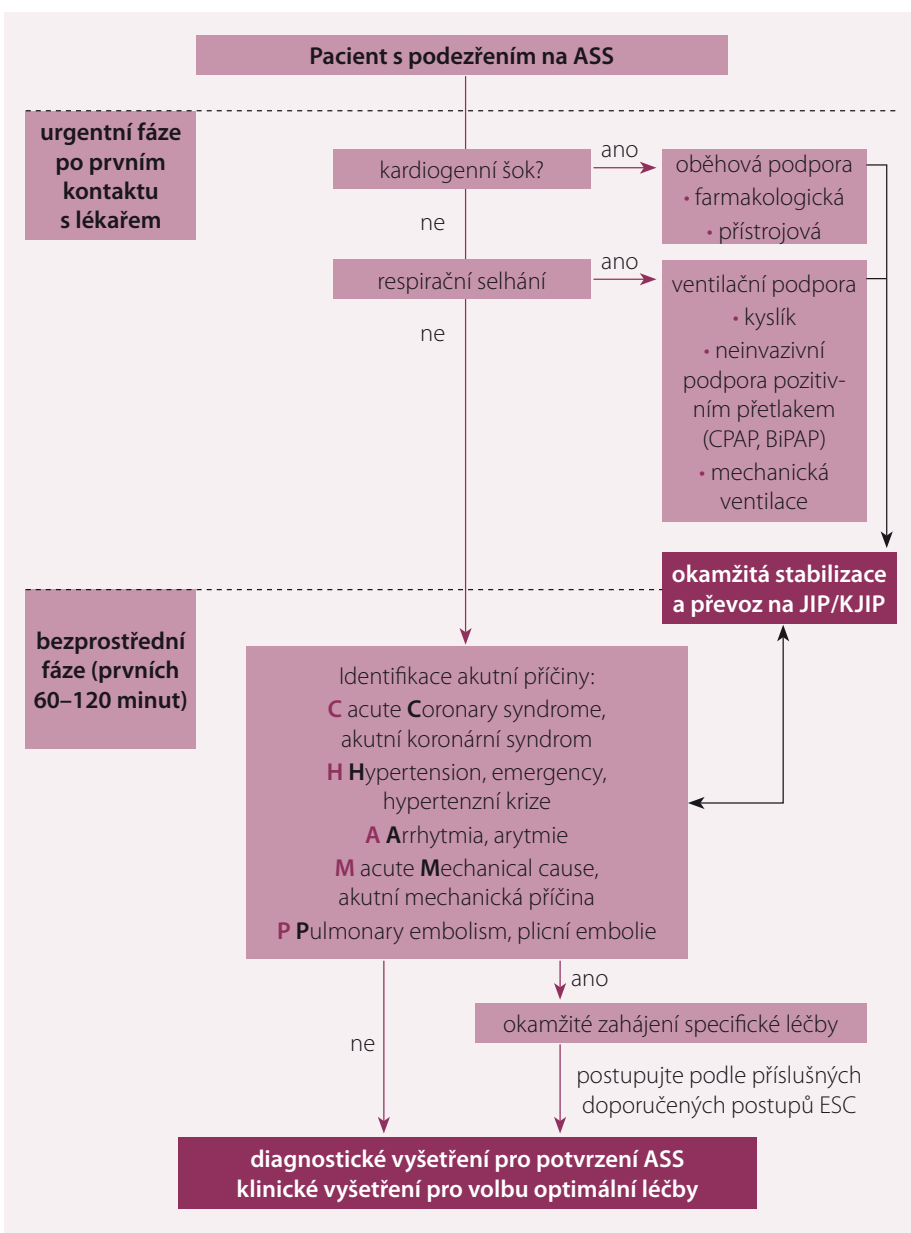 Pacient s podezřením na ASS
urgentní fáze
po prvním
kontaktu
s lékařem
kardiogenní šok?
ano
oběhová podpora
• farmakologická
• přístrojová
ne
respirační selhání
ano
ventilační podpora
• kyslík
• neinvazivní
podpora pozitiv-
ním přetlakem
(CPAP, BiPAP)
• mechanická
ventilace
ne
okamžitá stabilizace
a převoz na JIP/KJIP
bezprostřední
fáze (prvních
60–120 minut)
Identifikace akutní příčiny:
C acute Coronary syndrome,
akutní koronární syndrom
H Hypertension, emergency,
hypertenzní krize
A Arrhytmia, arytmie
M acute Mechanical cause,
akutní mechanická příčina
P Pulmonary embolism, plicní embolie
ano
okamžité zahájení specifické léčby
ne
postupujte podle příslušných
doporučených postupů ESC
diagnostické vyšetření pro potvrzení ASS
klinické vyšetření pro volbu optimální léčby